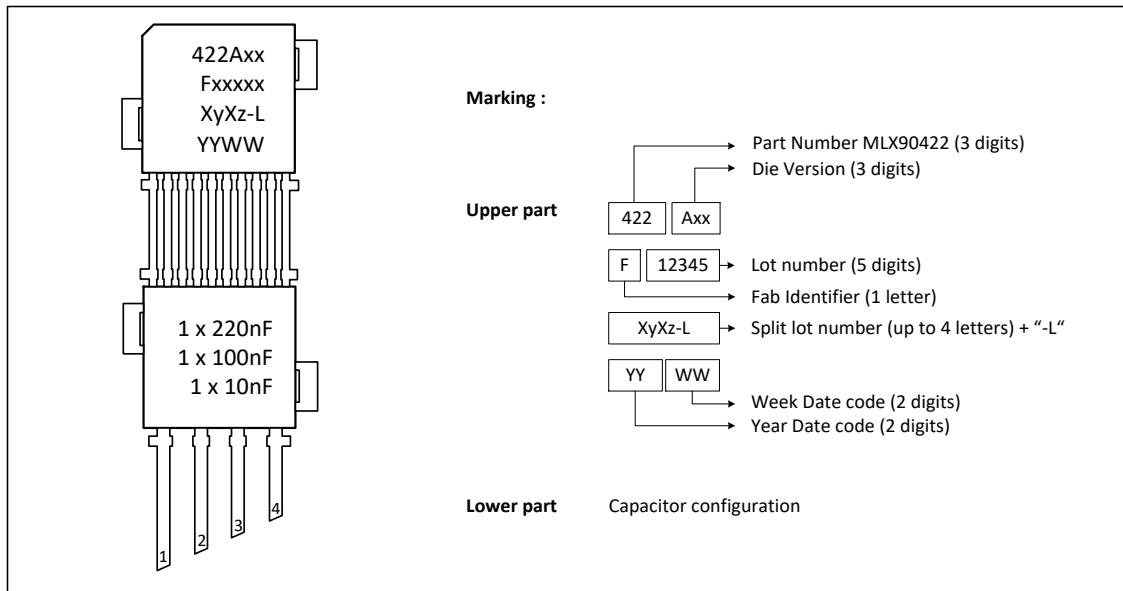 422Axx
Fxxxxx
XyXz-L
YYWW
1 x 220nF
1 x 100nF
1 x 10nF
1
2
3
4
Marking :
Part Number MLX90422 (3 digits)
Die Version (3 digits)
Upper part
422 Axx
F 12345 Lot number (5 digits)
Fab Identifier (1 letter)
XyXz-L Split lot number (up to 4 letters) + “-L“
YY WW
Week Date code (2 digits)
Year Date code (2 digits)
Lower part Capacitor configuration